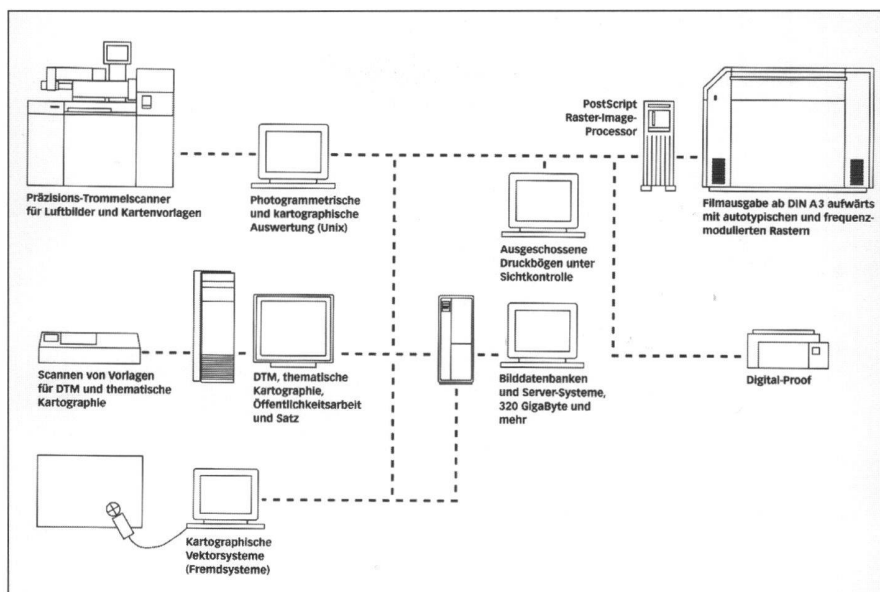 PostScript
Raster-Image-
Processor
Präzisions-Trommelscanner
für Luftbilder und Kartenvorlagen
Photogrammetrische
und kartographische
Auswertung (Unix)
Filmausgabe ab DIN A3 aufwärts
mit autotypischen und frequenz-
modulierten Rastern
Ausgeschossene
Druckbögen unter
Sichtkontrolle
Scannen von Vorlagen
für DTM und thematische
Kartographie
DTM, thematische
Kartographie,
Öffentlichkeitsarbeit
und Satz
Bilddatenbanken
und Server-Systeme,
320 GigaByte und
mehr
Digital-Proof
Kartographische
Vektorsysteme
(Fremdsysteme)